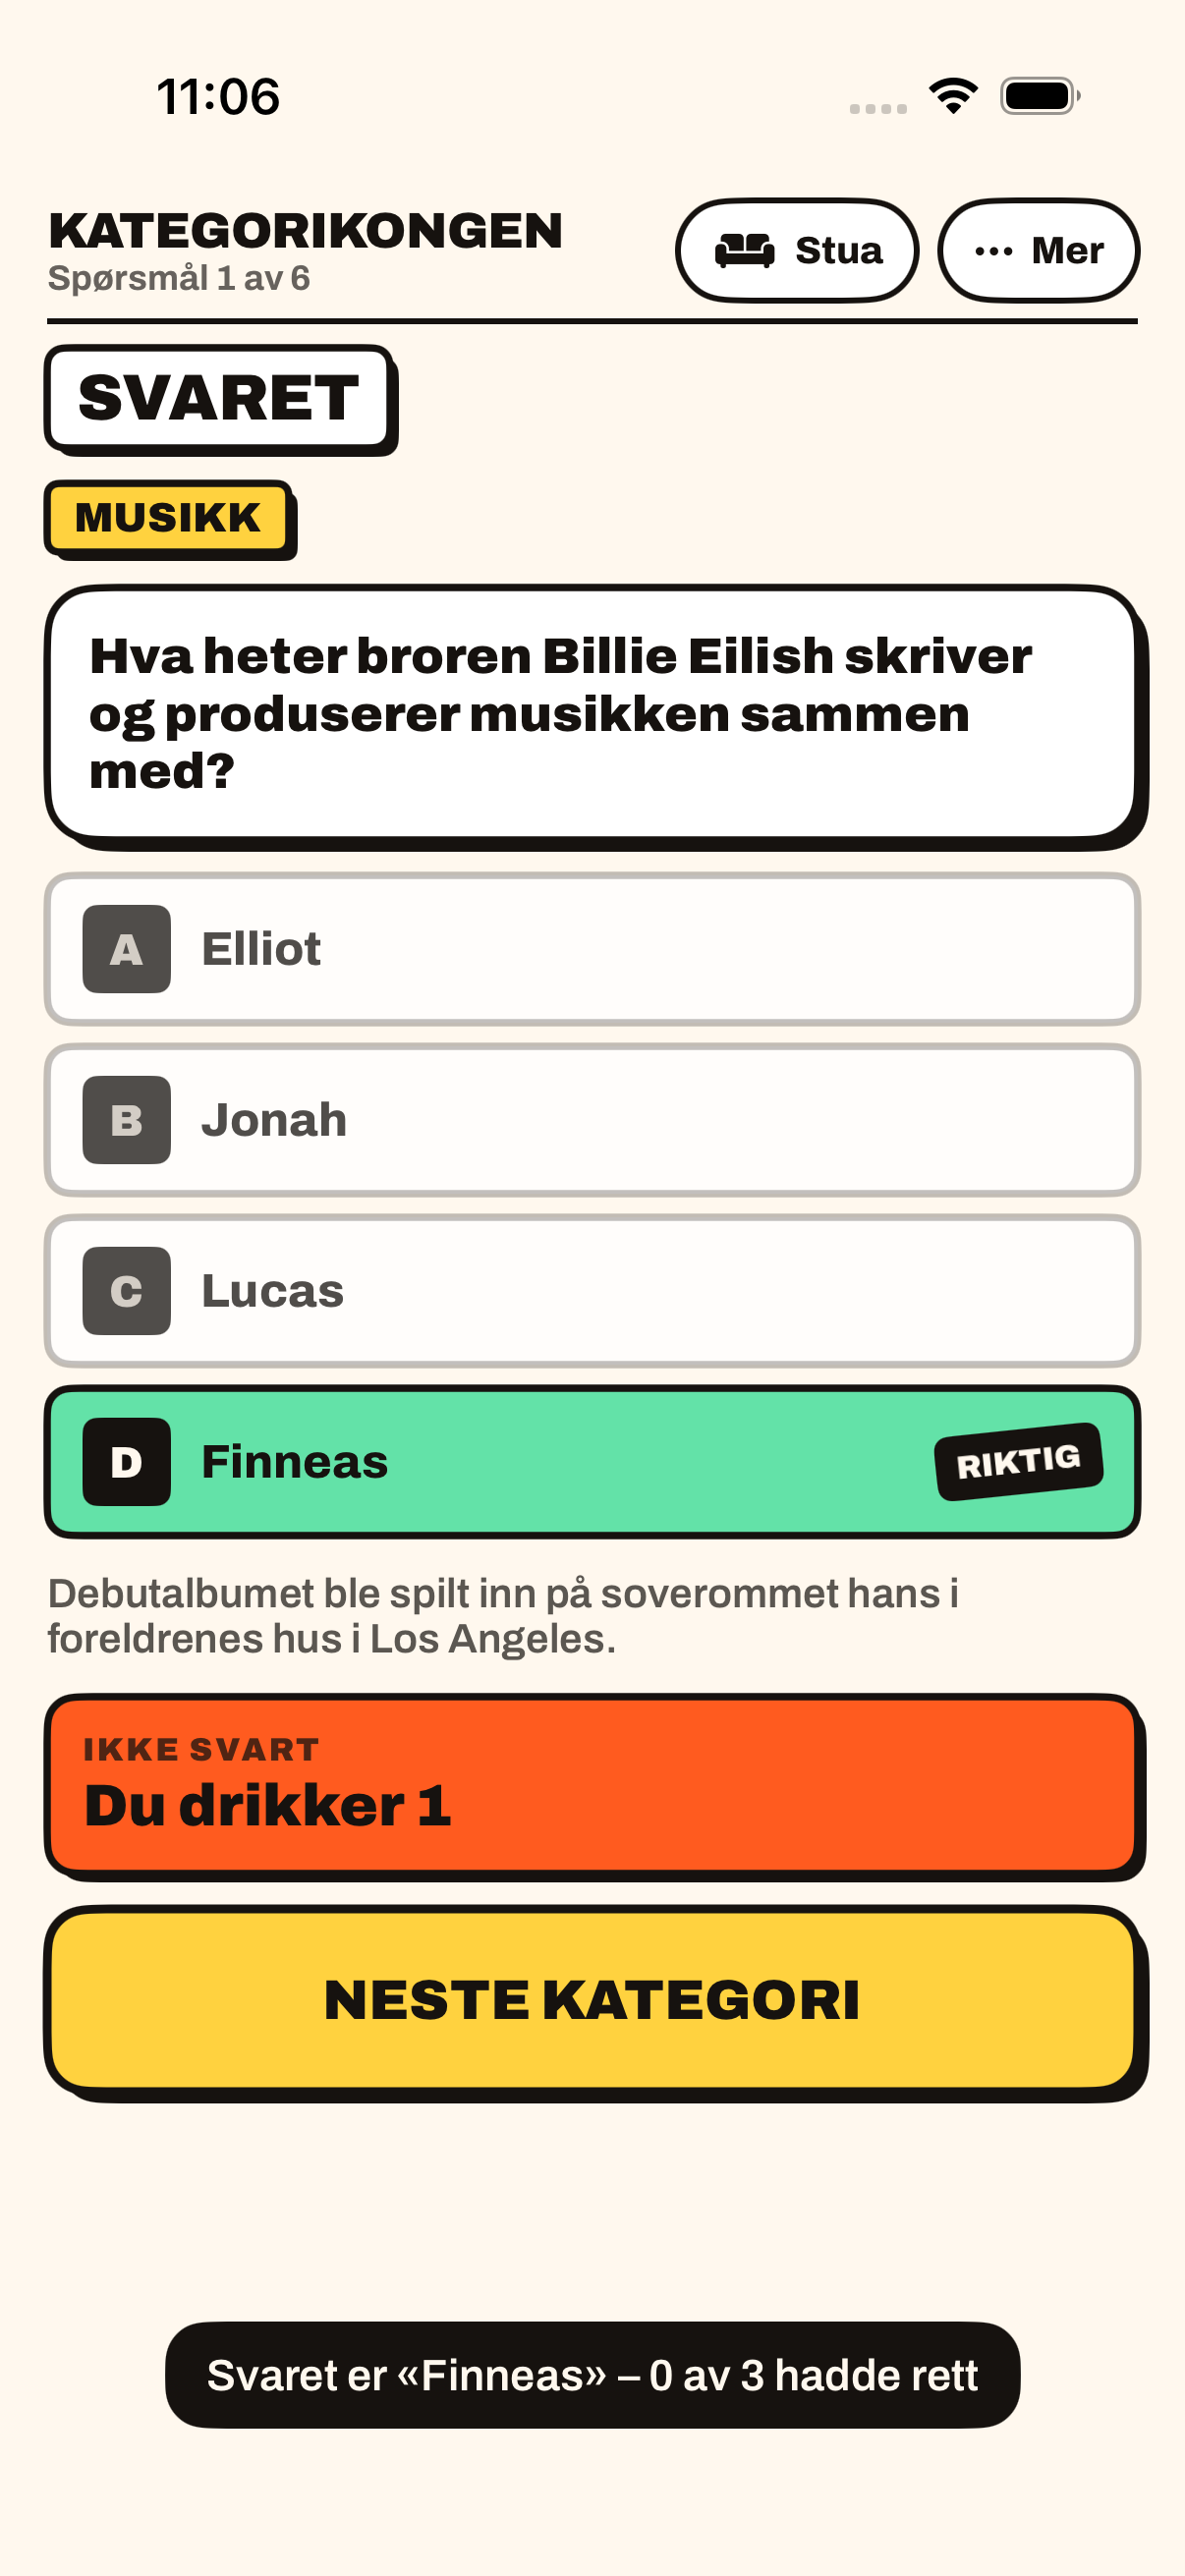 11:06
KATEGORIKONGEN
Spørsmål 1 av 6
Stua
Mer
SVARET
MUSIKK
Hva heter broren Billie Eilish skriver
og produserer musikken sammen
med?
A Elliot
B Jonah
C Lucas
D Finneas
RIKTIG
Debutalbumet ble spilt inn på soverommet hans i
foreldrenes hus i Los Angeles.
IKKE SVART
Du drikker 1
NESTE KATEGORI
Svaret er «Finneas» – 0 av 3 hadde rett